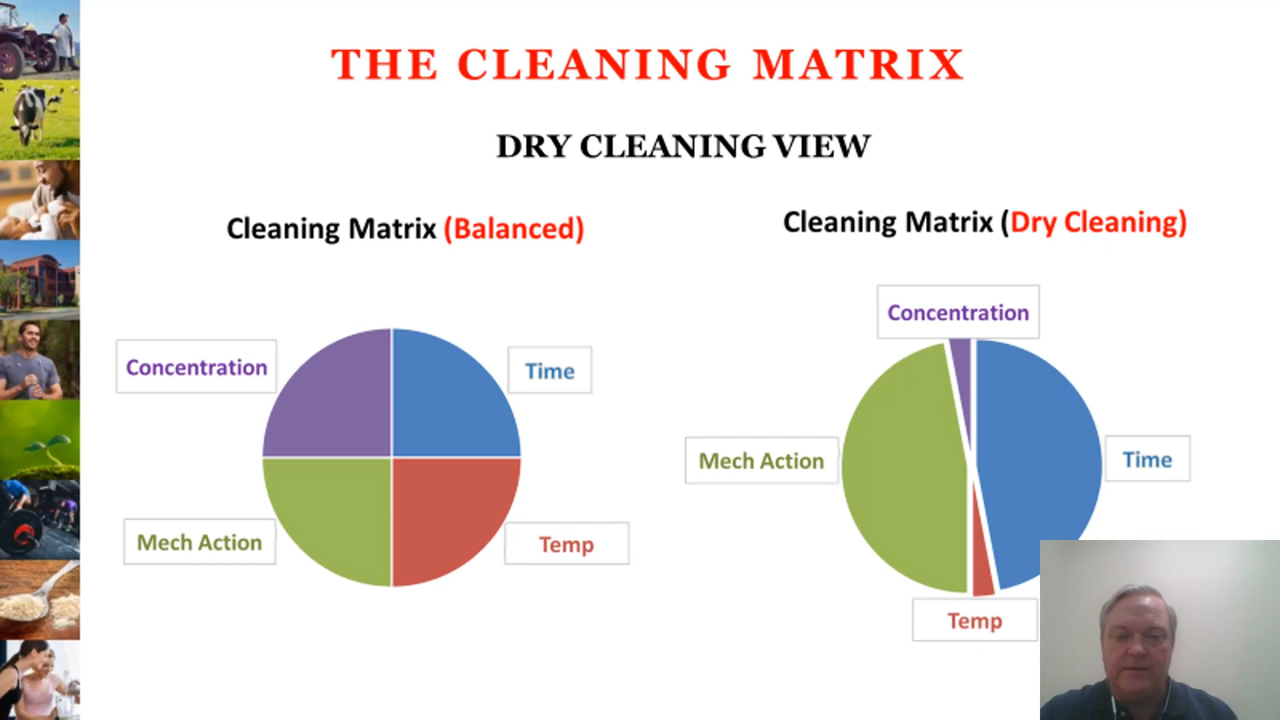 THE CLEANING MATRIX
DRY CLEANING VIEW
Cleaning Matrix (Balanced)
Concentration
Time
Mech Action
Temp
Cleaning Matrix (Dry Cleaning)
Concentration
Mech Action
Time
Temp